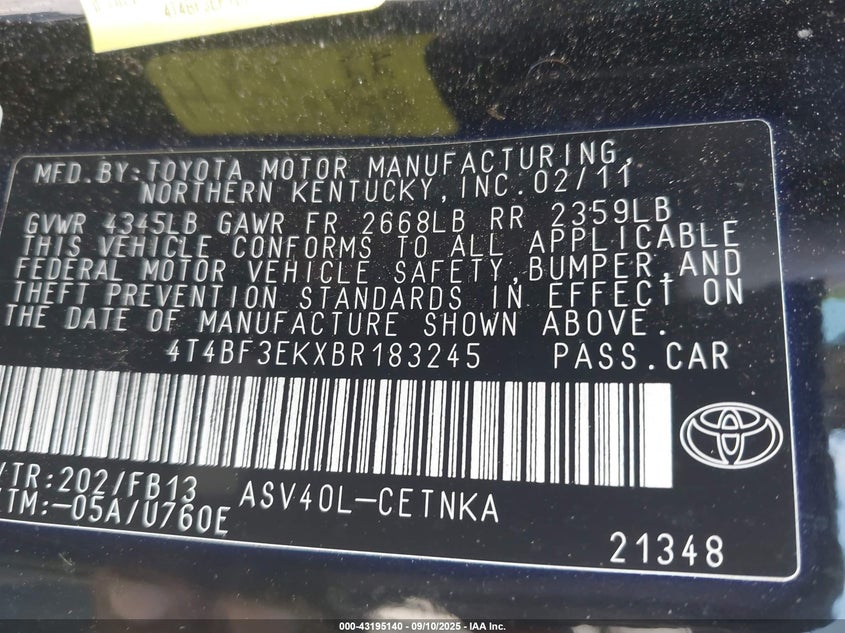 MFD.BY:TOYOTA MOTOR MANUFACTURING,
NORTHERN KENTUCKY,INC.02/11
GVWR 4345LB GAWR FR 2668LB RR 2359LB
THIS VEHICLE CONFORMS TO ALL APPLICABLE
FEDERAL MOTOR VEHICLE SAFETY,BUMPER,AND
THEFT PREVENTION STANDARDS IN EFFECT ON
THE DATE OF MANUFACTURE SHOWN ABOVE.
4T4BF3EKXBR183245 PASS.CAR
/TR:202/FB13
ASV40L-CETNKA
/TM:-05A/U760E
21348
000-43195140 - 09/10/2025 - IAA Inc.